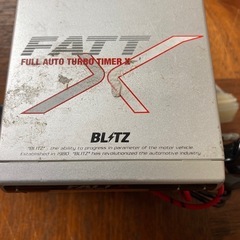 FATT
FULL AUTO TURBO TIMER X
BLITZ
"BLITZ"... the ability to progress in parameter of the motor vehicle
Established in 1980. "BLITZ" has revolutionized the automotive industry